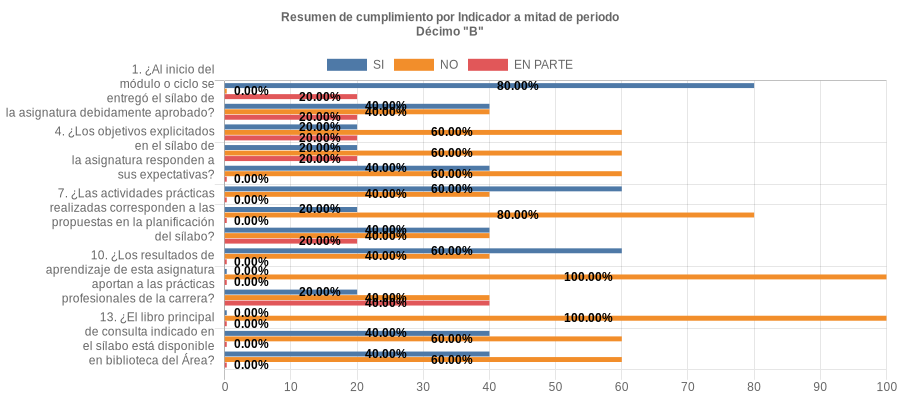 Resumen de cumplimiento por Indicador a mitad de periodo
Décimo "B"
SI NO EN PARTE
1. ¿Al inicio del
módulo o ciclo se
entregó el sílabo de
la asignatura debidamente aprobado?
4. ¿Los objetivos explicitados
en el sílabo de
la asignatura responden a
sus expectativas?
7. ¿Las actividades prácticas
realizadas corresponden a las
propuestas en la planificación
del sílabo?
10. ¿Los resultados de
aprendizaje de esta asignatura
aportan a las prácticas
profesionales de la carrera?
13. ¿El libro principal
de consulta indicado en
el sílabo está disponible
en biblioteca del Área?
80.00%
0.00%
20.00%
40.00%
40.00%
20.00%
20.00%
60.00%
20.00%
20.00%
60.00%
20.00%
40.00%
60.00%
0.00%
60.00%
40.00%
0.00%
20.00%
80.00%
0.00%
40.00%
40.00%
20.00%
60.00%
40.00%
0.00%
0.00%
100.00%
0.00%
20.00%
40.00%
40.00%
0.00%
100.00%
0.00%
40.00%
60.00%
0.00%
40.00%
60.00%
0.00%
0 10 20 30 40 50 60 70 80 90 100